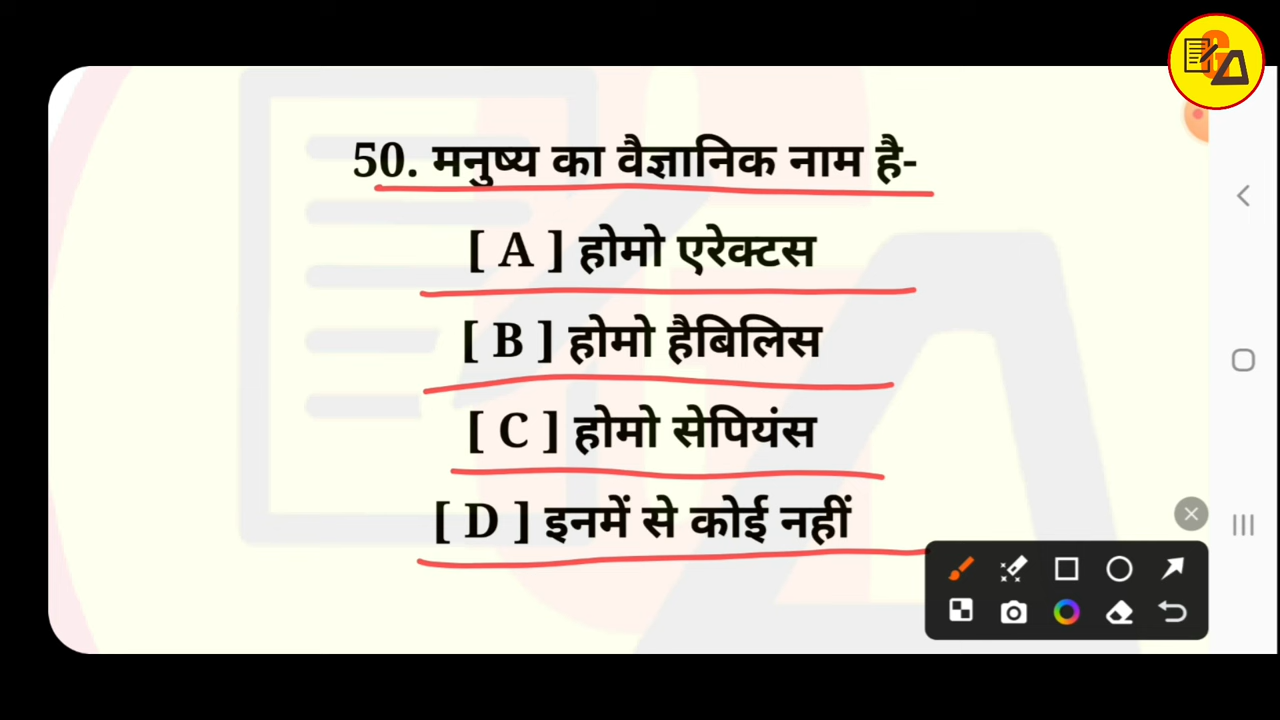 50. मनुष्य का वैज्ञानिक नाम है-
[ A ] होमो एरेक्टस
[ B ] होमो हैबिलिस
[ C ] होमो सेपियंस
[ D ] इनमें से कोई नहीं